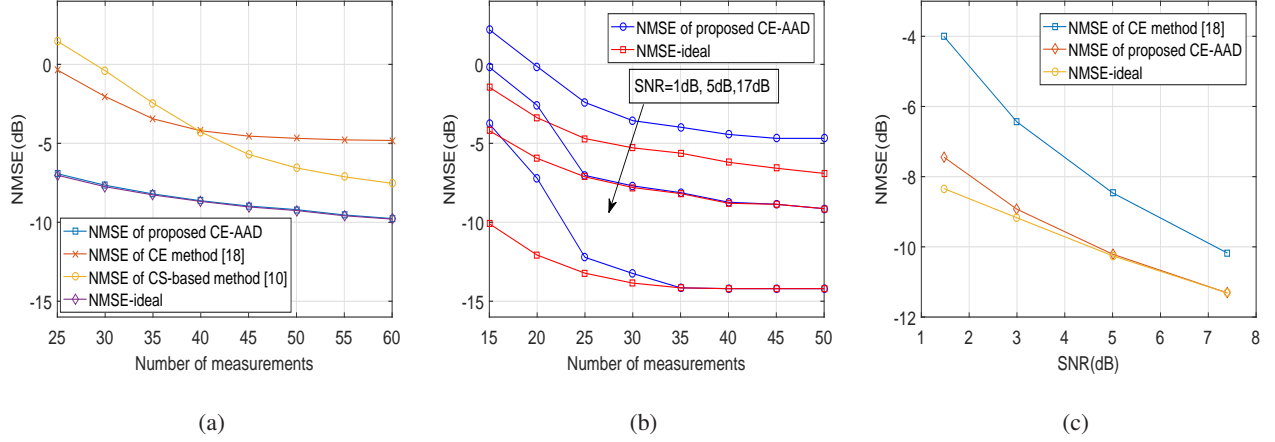 NMSE(dB)
0
-5
-10
-15
25 30 35 40 45 50 55 60
Number of measurements
NMSE of proposed CE-AAD
NMSE of CE method [18]
NMSE of CS-based method [10]
NMSE-ideal
(a)
NMSE(dB)
0
-5
-10
-15
15 20 25 30 35 40 45 50
Number of measurements
NMSE of proposed CE-AAD
NMSE-ideal
SNR=1dB, 5dB,17dB
(b)
NMSE(dB)
-4
-6
-8
-10
-12
1 2 3 4 5 6 7 8
SNR(dB)
NMSE of CE method [18]
NMSE of proposed CE-AAD
NMSE-ideal
(c)